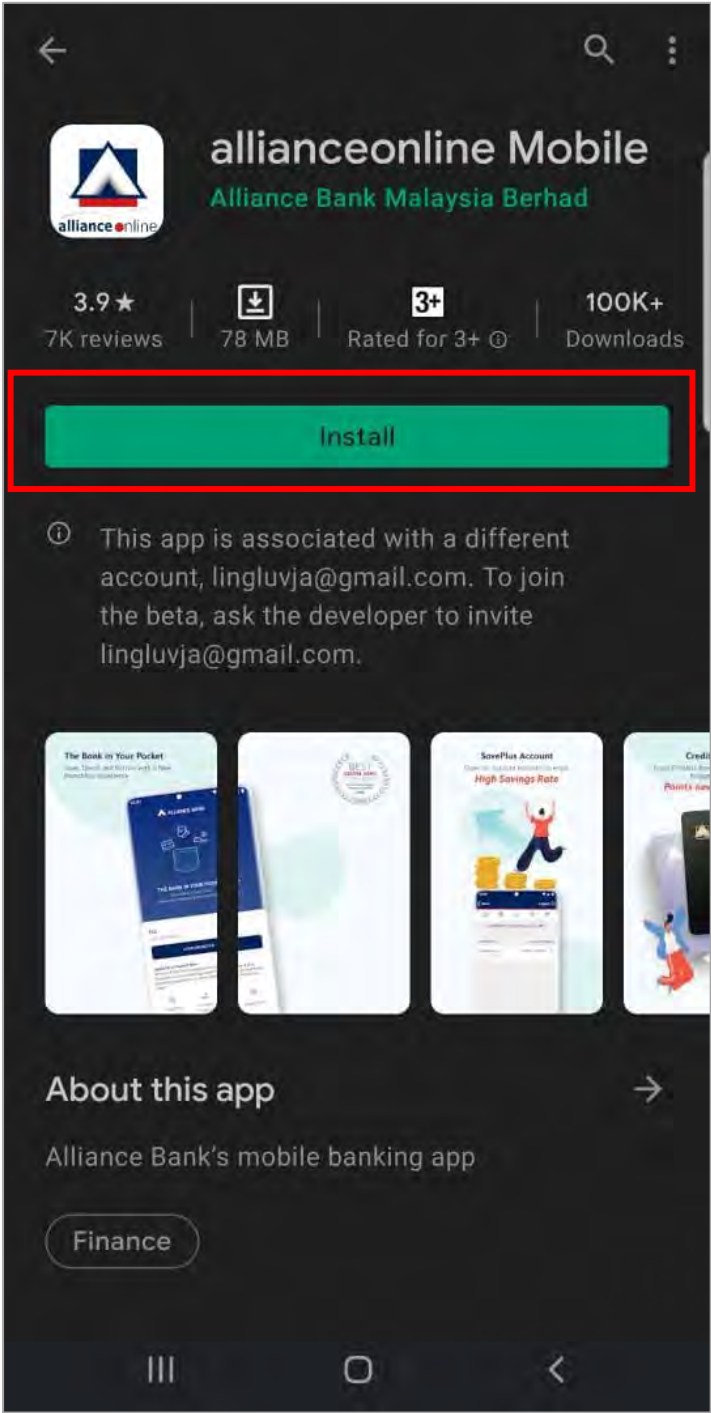 allianceonline Mobile
Alliance Bank Malaysia Berhad
alliance online
3.9★
7K reviews
78 MB
3+
Rated for 3+
100K+
Downloads
Install
This app is associated with a different
account, lingluvja@gmail.com. To join
the beta, ask the developer to invite
lingluvja@gmail.com.
The Bank in Your Pocket
ALLIANCE BANK
BEST
SavePlus Account
High Savings Rate
About this app
Alliance Bank's mobile banking app
Finance